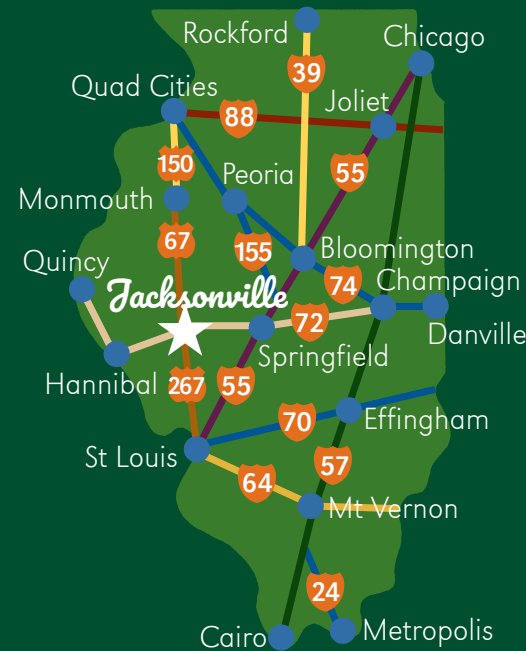 Rockford
Chicago
39
Quad Cities
88
Joliet
150
Peoria
55
Monmouth
67
155
Bloomington
Quincy
74
Champaign
Jacksonville
72
Danville
Springfield
Hannibal
267
55
70
Effingham
St Louis
57
64
Mt Vernon
24
Cairo
Metropolis